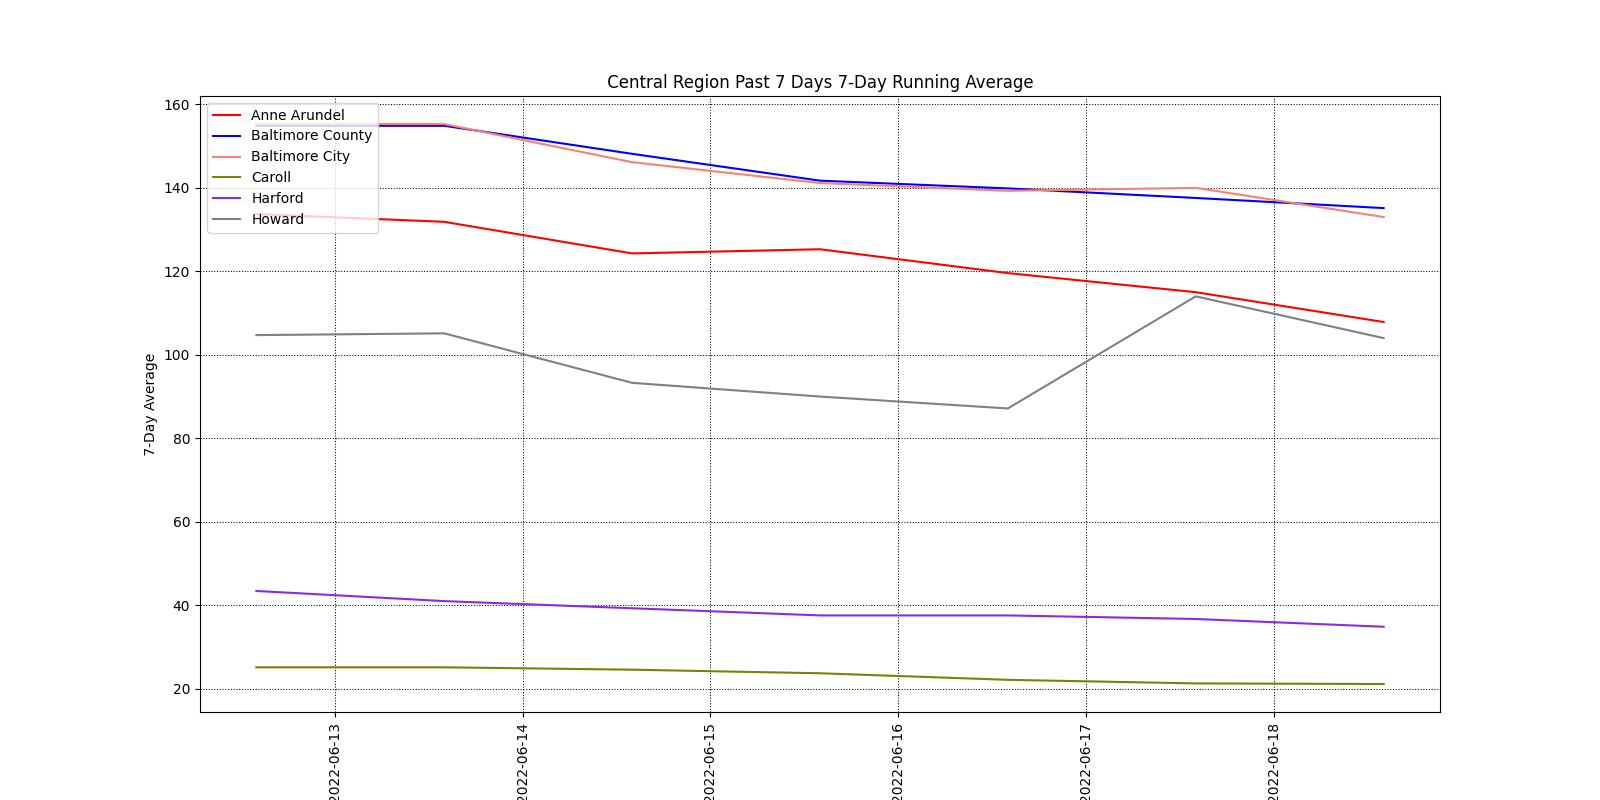 Central Region Past 7 Days 7-Day Running Average
Anne Arundel
Baltimore County
Baltimore City
Caroll
Harford
Howard
7-Day Average
160
140
120
100
80
60
40
20
2022-06-13
2022-06-14
2022-06-15
2022-06-16
2022-06-17
2022-06-18